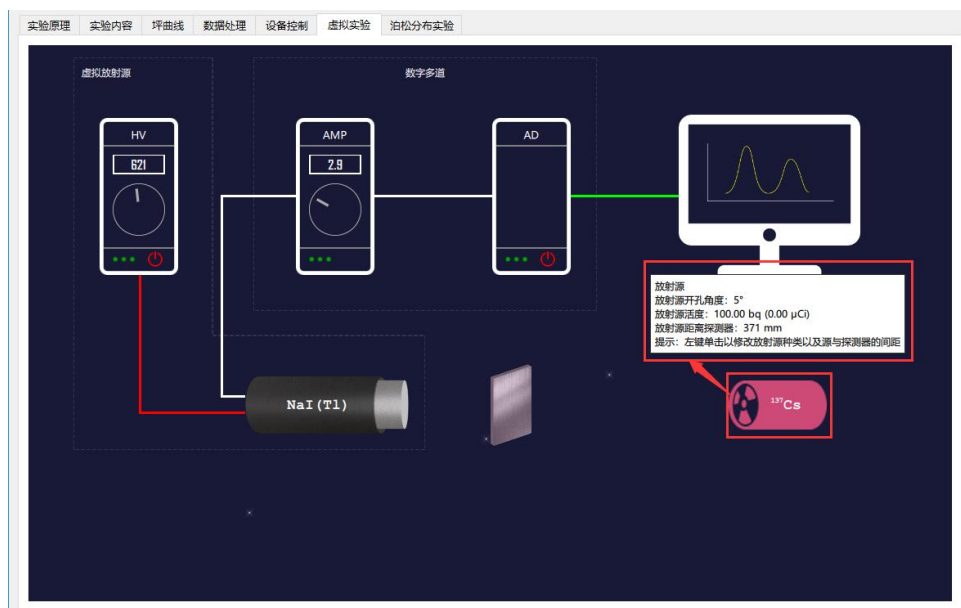 实验原理 实验内容 坪曲线 数据处理 设备控制 虚拟实验 泊松分布实验
虚拟放射源
数字多道
HV
AMP
AD
621
2.9
放射源
放射源开孔角度：5°
放射源活度：100.00 bq (0.00 μCi)
放射源距离探测器：371 mm
提示：左键单击以修改放射源种类以及源与探测器的间距
NaI(Tl)
¹³⁷Cs